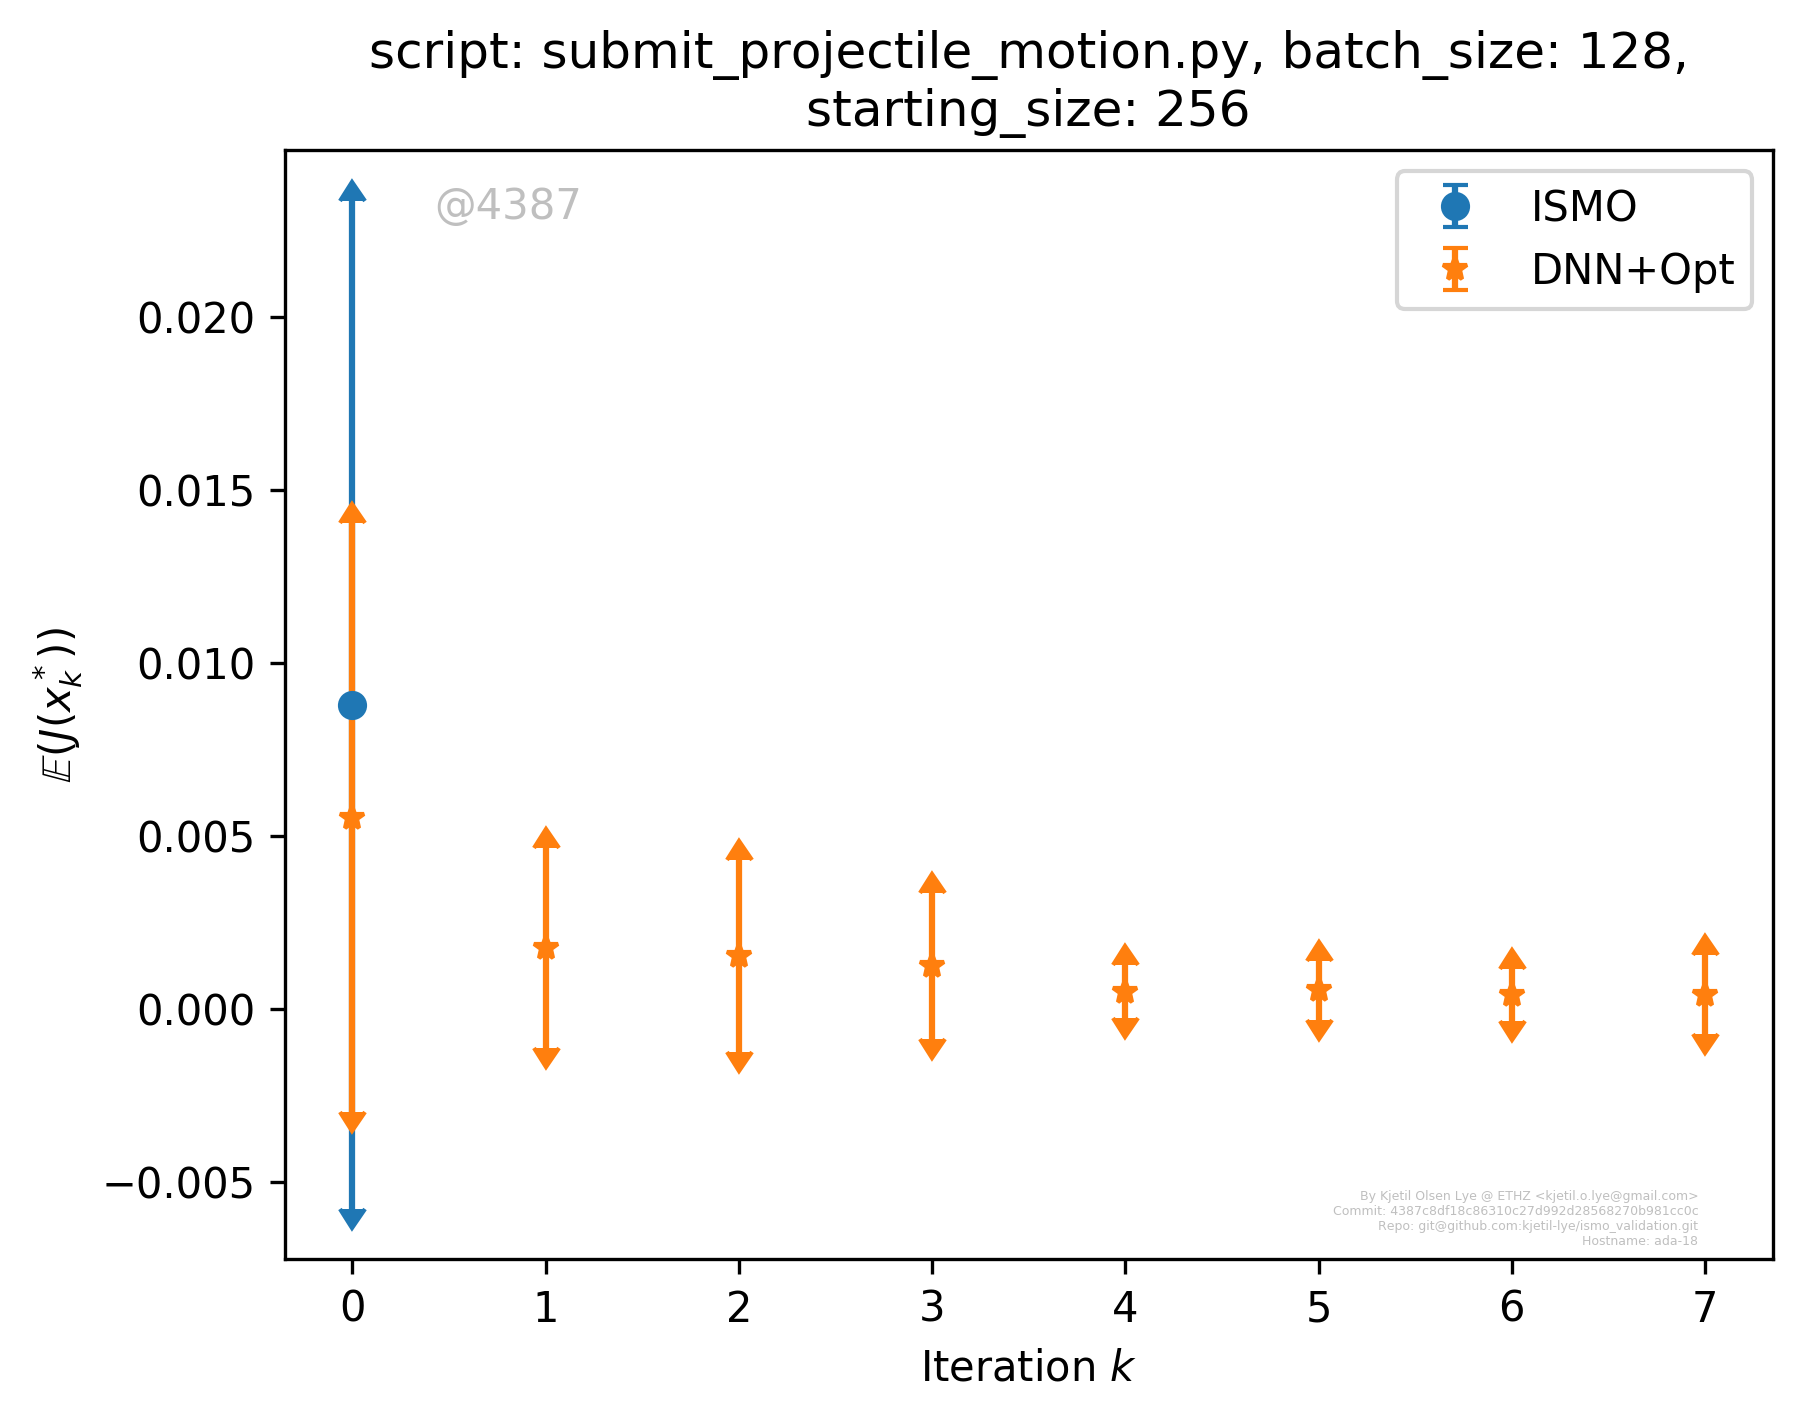 script: submit_projectile_motion.py, batch_size: 128,
starting_size: 256
@4387
ISMO
DNN+Opt
0.020
0.015
0.010
0.005
0.000
−0.005
𝔼(J(x*k))
By Kjetil Olsen Lye @ ETHZ <kjetil.o.lye@gmail.com>
Commit: 4387c8df18c86310c27d992d28568270b981cc0c
Repo: git@github.com:kjetil-lye/ismo_validation.git
Hostname: ada-18
0 1 2 3 4 5 6 7
Iteration k